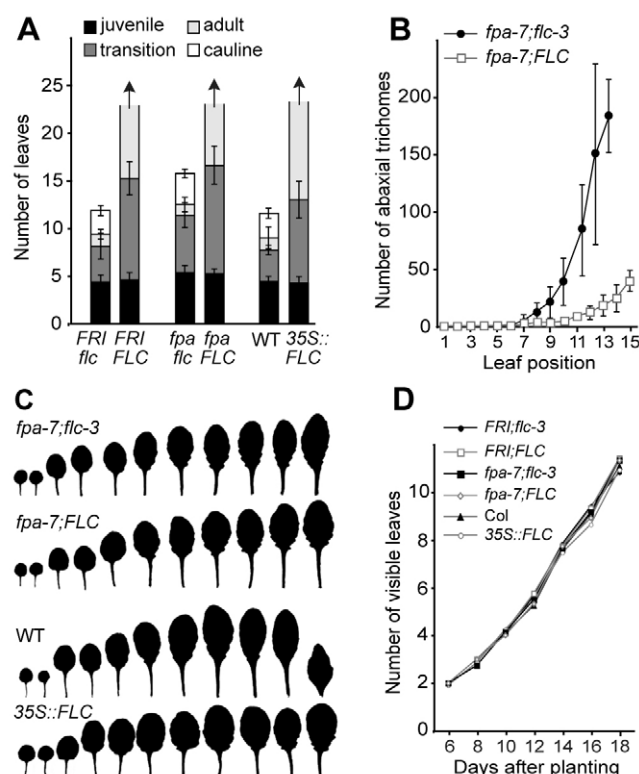 A
juvenile adult
transition cauline
Number of leaves
25
20
15
10
5
0
FRI FRI fpa fpa WT 35S::
flc FLC flc FLC FLC
B
fpa-7;flc-3
fpa-7;FLC
Number of abaxial trichomes
200
150
100
50
0
1 3 5 7 9 11 13 15
Leaf position
C
fpa-7;flc-3
fpa-7;FLC
WT
35S::FLC
D
FRI;flc-3
FRI;FLC
fpa-7;flc-3
fpa-7;FLC
Col
35S::FLC
Number of visible leaves
10
8
6
4
2
6 8 10 12 14 16 18
Days after planting